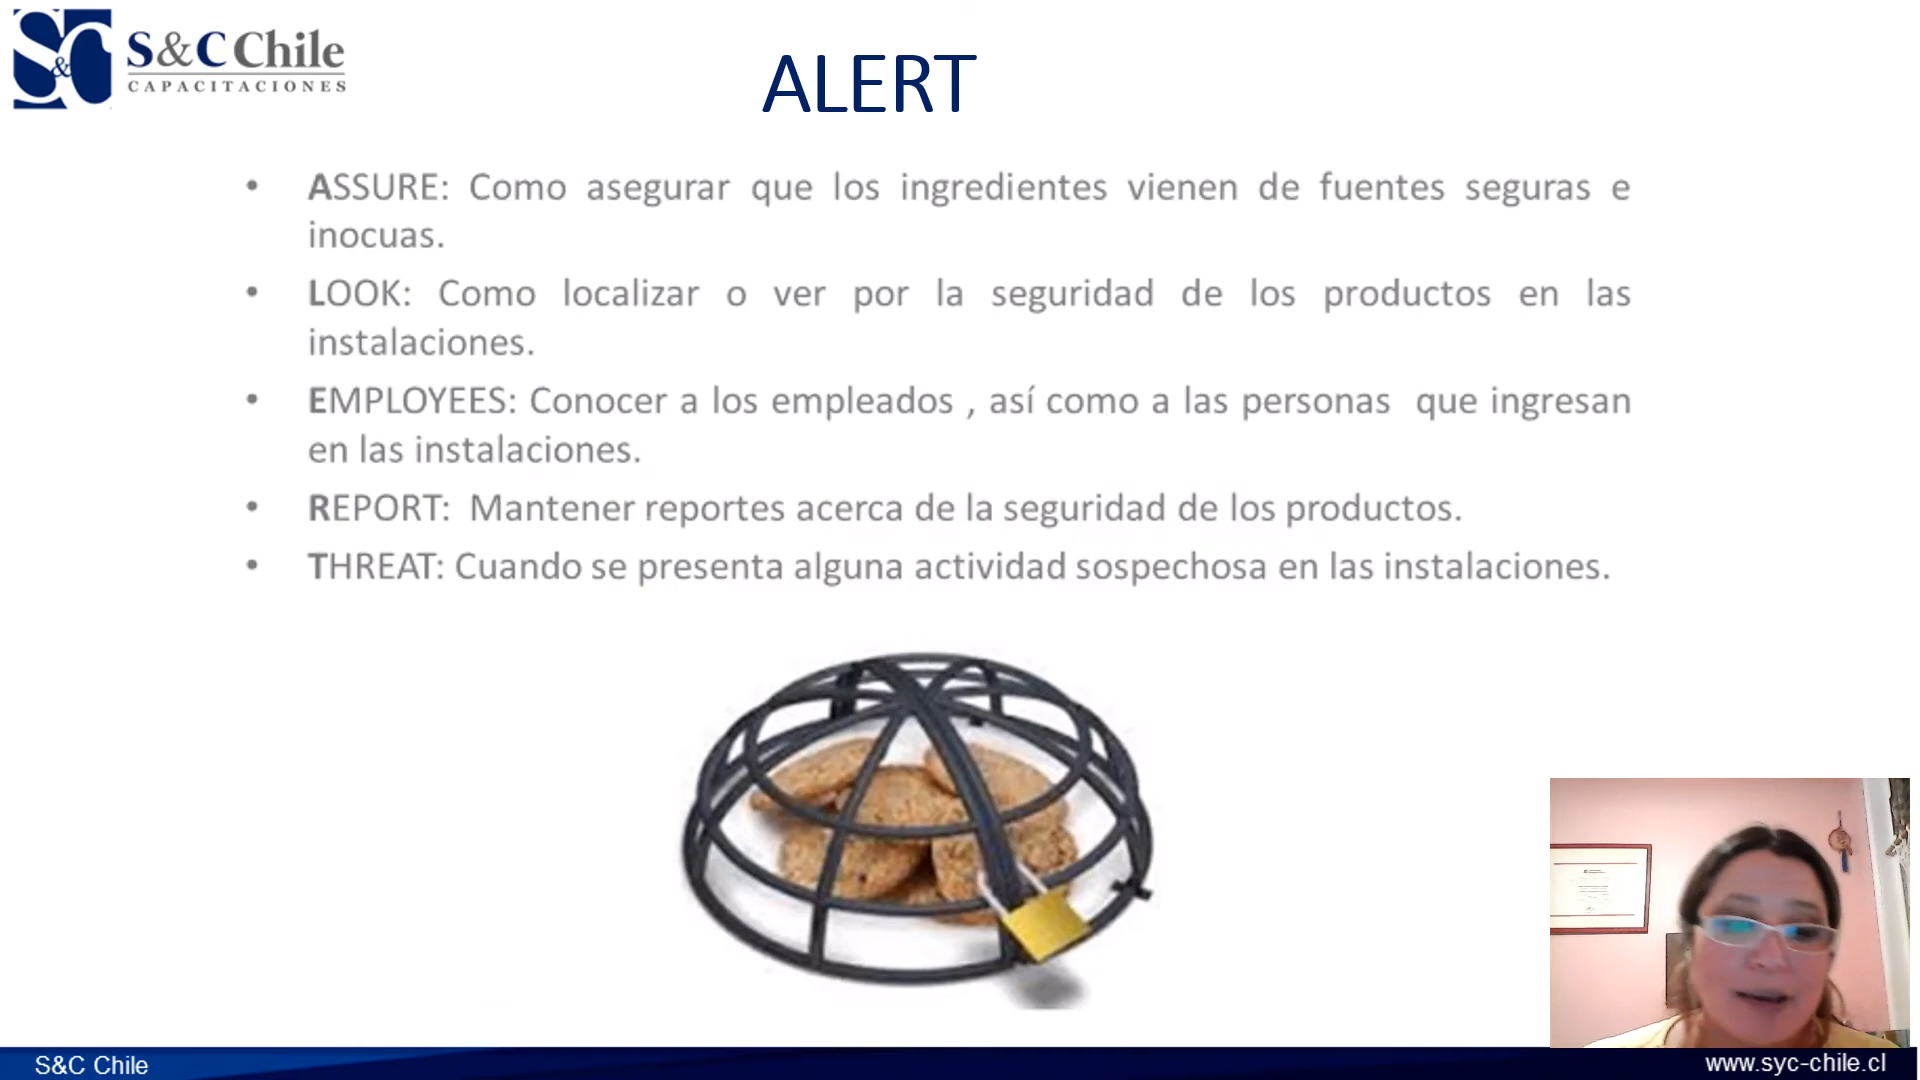 S&C Chile
CAPACITACIONES
ALERT
• ASSURE: Como asegurar que los ingredientes vienen de fuentes seguras e
inocuas.
• LOOK: Como localizar o ver por la seguridad de los productos en las
instalaciones.
• EMPLOYEES: Conocer a los empleados , así como a las personas que ingresan
en las instalaciones.
• REPORT: Mantener reportes acerca de la seguridad de los productos.
• THREAT: Cuando se presenta alguna actividad sospechosa en las instalaciones.
S&C Chile
www.syc-chile.cl